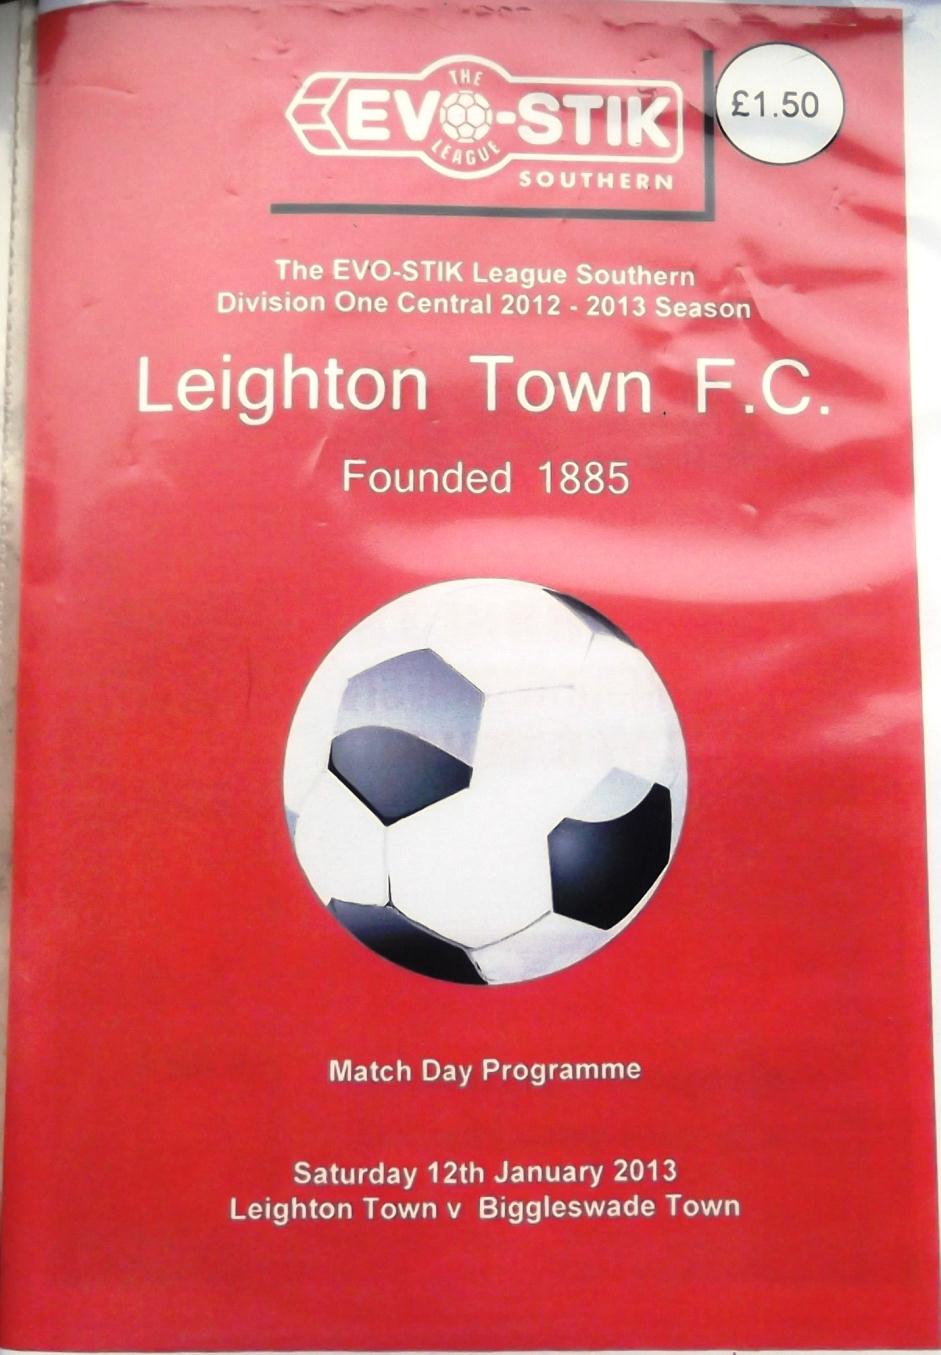 THE
EVO-STIK
LEAGUE
SOUTHERN
£1.50
The EVO-STIK League Southern
Division One Central 2012 - 2013 Season
Leighton Town F.C.
Founded 1885
Match Day Programme
Saturday 12th January 2013
Leighton Town v Biggleswade Town